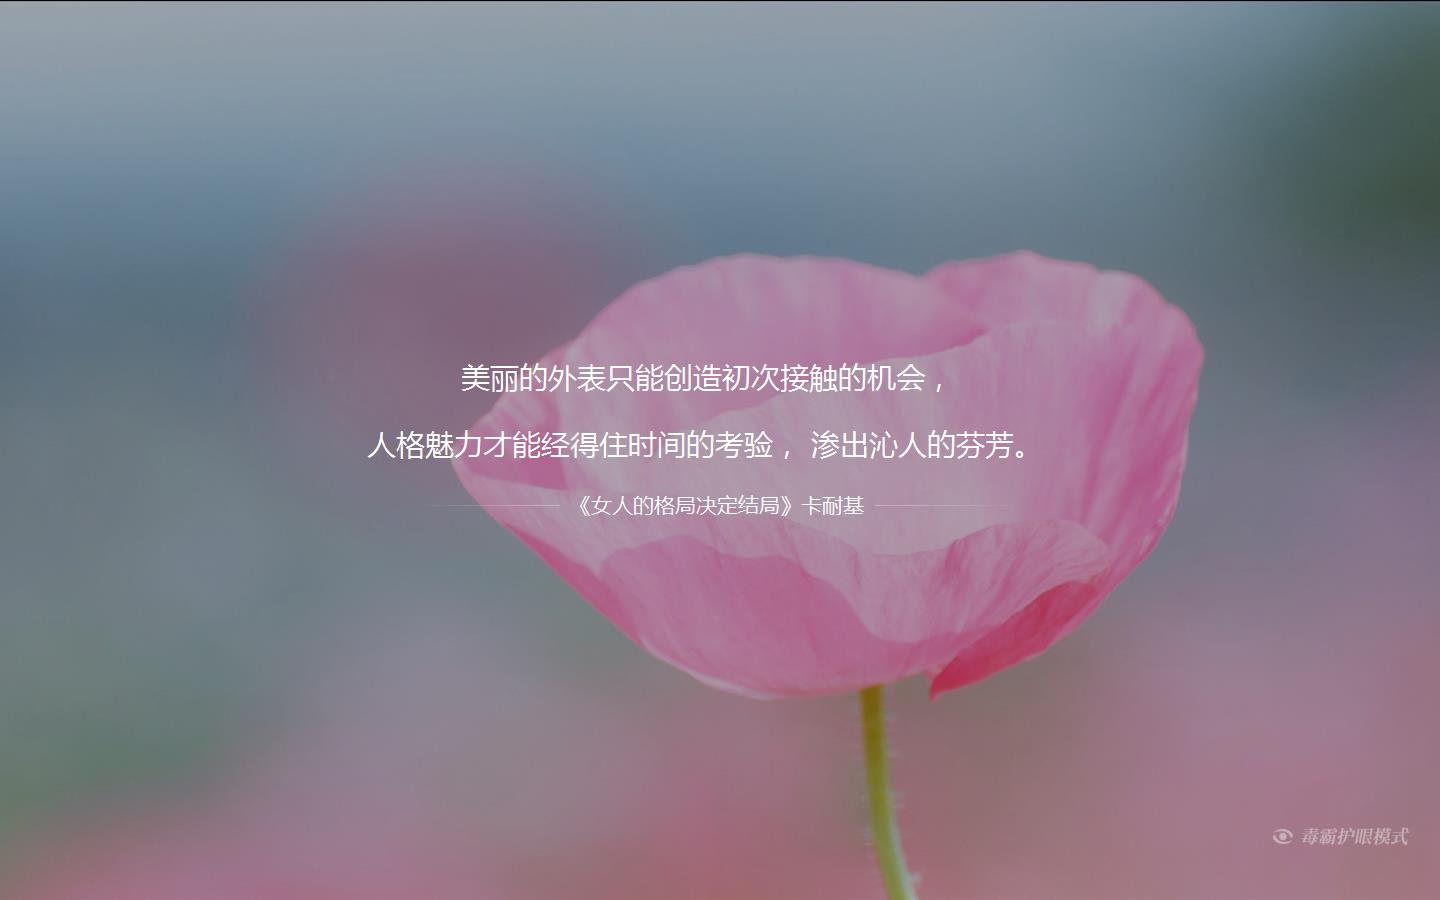 美丽的外表只能创造初次接触的机会，
人格魅力才能经得住时间的考验， 渗出沁人的芬芳。
《女人的格局决定结局》卡耐基
毒霸护眼模式